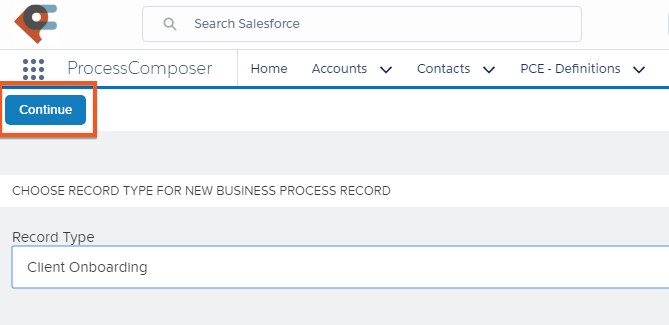 Search Salesforce
ProcessComposer Home Accounts Contacts PCE - Definitions
Continue
CHOOSE RECORD TYPE FOR NEW BUSINESS PROCESS RECORD
Record Type
Client Onboarding